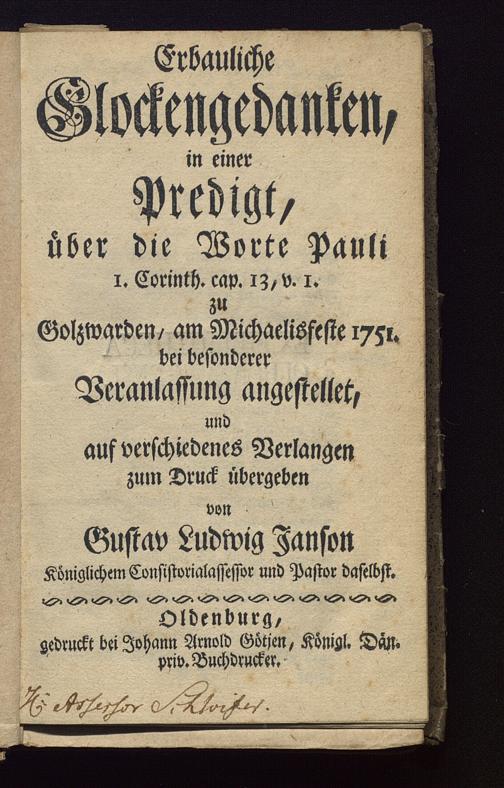 Erbauliche
Glockengedanken,
in einer
Predigt,
über die Worte Pauli
1. Corinth. cap. 13, v. 1.
zu
Golzwarden, am Michaelisfeste 1751.
bei besonderer
Veranlassung angestellet,
und
auf verschiedenes Verlangen
zum Druck übergeben
von
Gustav Ludwig Janson
Königlichem Consistorialassessor und Pastor daselbst.
Oldenburg,
gedruckt bei Johann Arnold Götjen, Königl. Dän.
priv. Buchdrucker.
Assessor